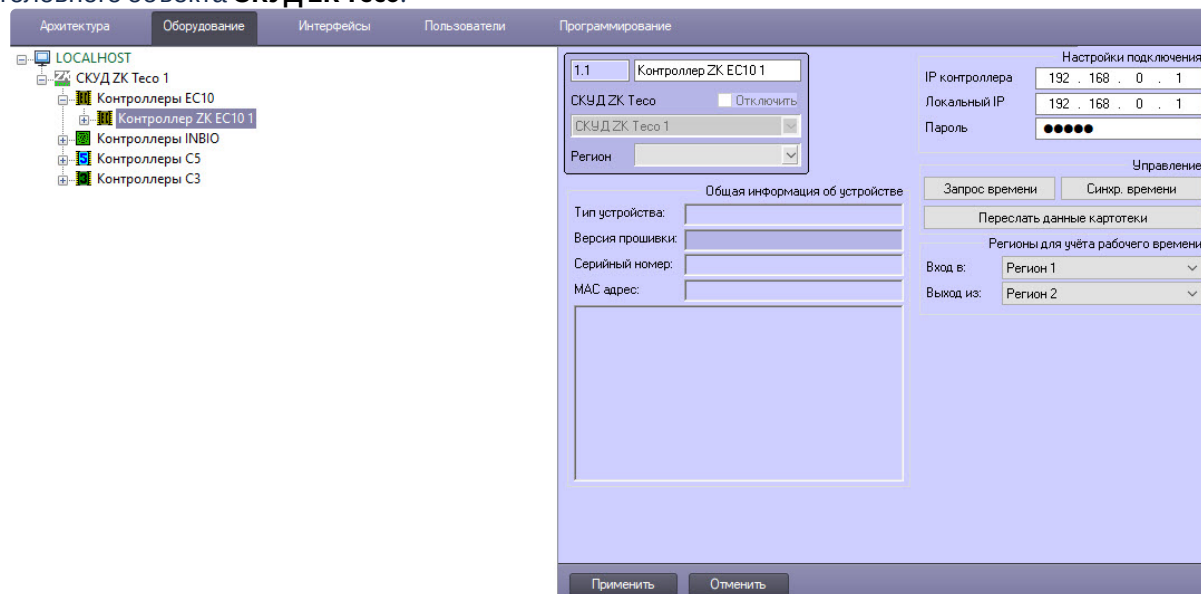 СКУД ZK Teco.
Архитектура Оборудование Интерфейсы Пользователи Программирование
LOCALHOST
СКУД ZK Teco 1
Контроллеры EC10
Контроллер ZK EC10 1
Контроллеры INBIO
Контроллеры C5
Контроллеры C3
1.1 Контроллер ZK EC10 1
СКУД ZK Teco Отключить
СКУД ZK Teco 1
Регион
Общая информация об устройстве
Тип устройства:
Версия прошивки:
Серийный номер:
MAC адрес:
Настройки подключения
IP контроллера 192 . 168 . 0 . 1
Локальный IP 192 . 168 . 0 . 1
Пароль ●●●●●
Управление
Запрос времени Синхр. времени
Переслать данные картотеки
Регионы для учёта рабочего времени
Вход в: Регион 1
Выход из: Регион 2
Применить Отменить